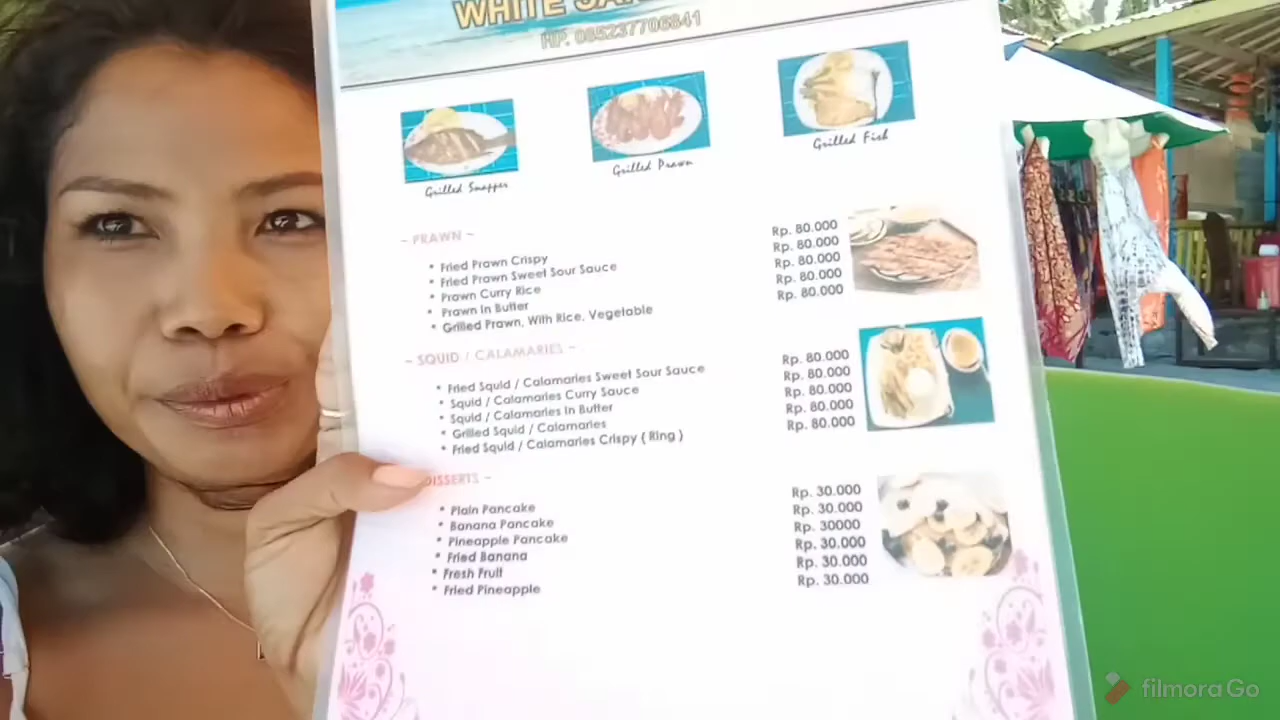 WHITE
HP. 085237706841
Grilled Snapper
Grilled Prawn
Grilled Fish
~ PRAWN ~
* Fried Prawn Crispy Rp. 80.000
* Fried Prawn Sweet Sour Sauce Rp. 80.000
* Prawn Curry Rice Rp. 80.000
* Prawn In Butter Rp. 80.000
* Grilled Prawn, With Rice, Vegetable Rp. 80.000
~ SQUID / CALAMARIES ~
* Fried Squid / Calamaries Sweet Sour Sauce Rp. 80.000
* Squid / Calamaries Curry Sauce Rp. 80.000
* Squid / Calamaries In Butter Rp. 80.000
* Grilled Squid / Calamaries Rp. 80.000
* Fried Squid / Calamaries Crispy ( Ring ) Rp. 80.000
DISSERTS ~
* Plain Pancake Rp. 30.000
* Banana Pancake Rp. 30.000
* Pineapple Pancake Rp. 30000
* Fried Banana Rp. 30.000
* Fresh Fruit Rp. 30.000
* Fried Pineapple Rp. 30.000
filmoraGo